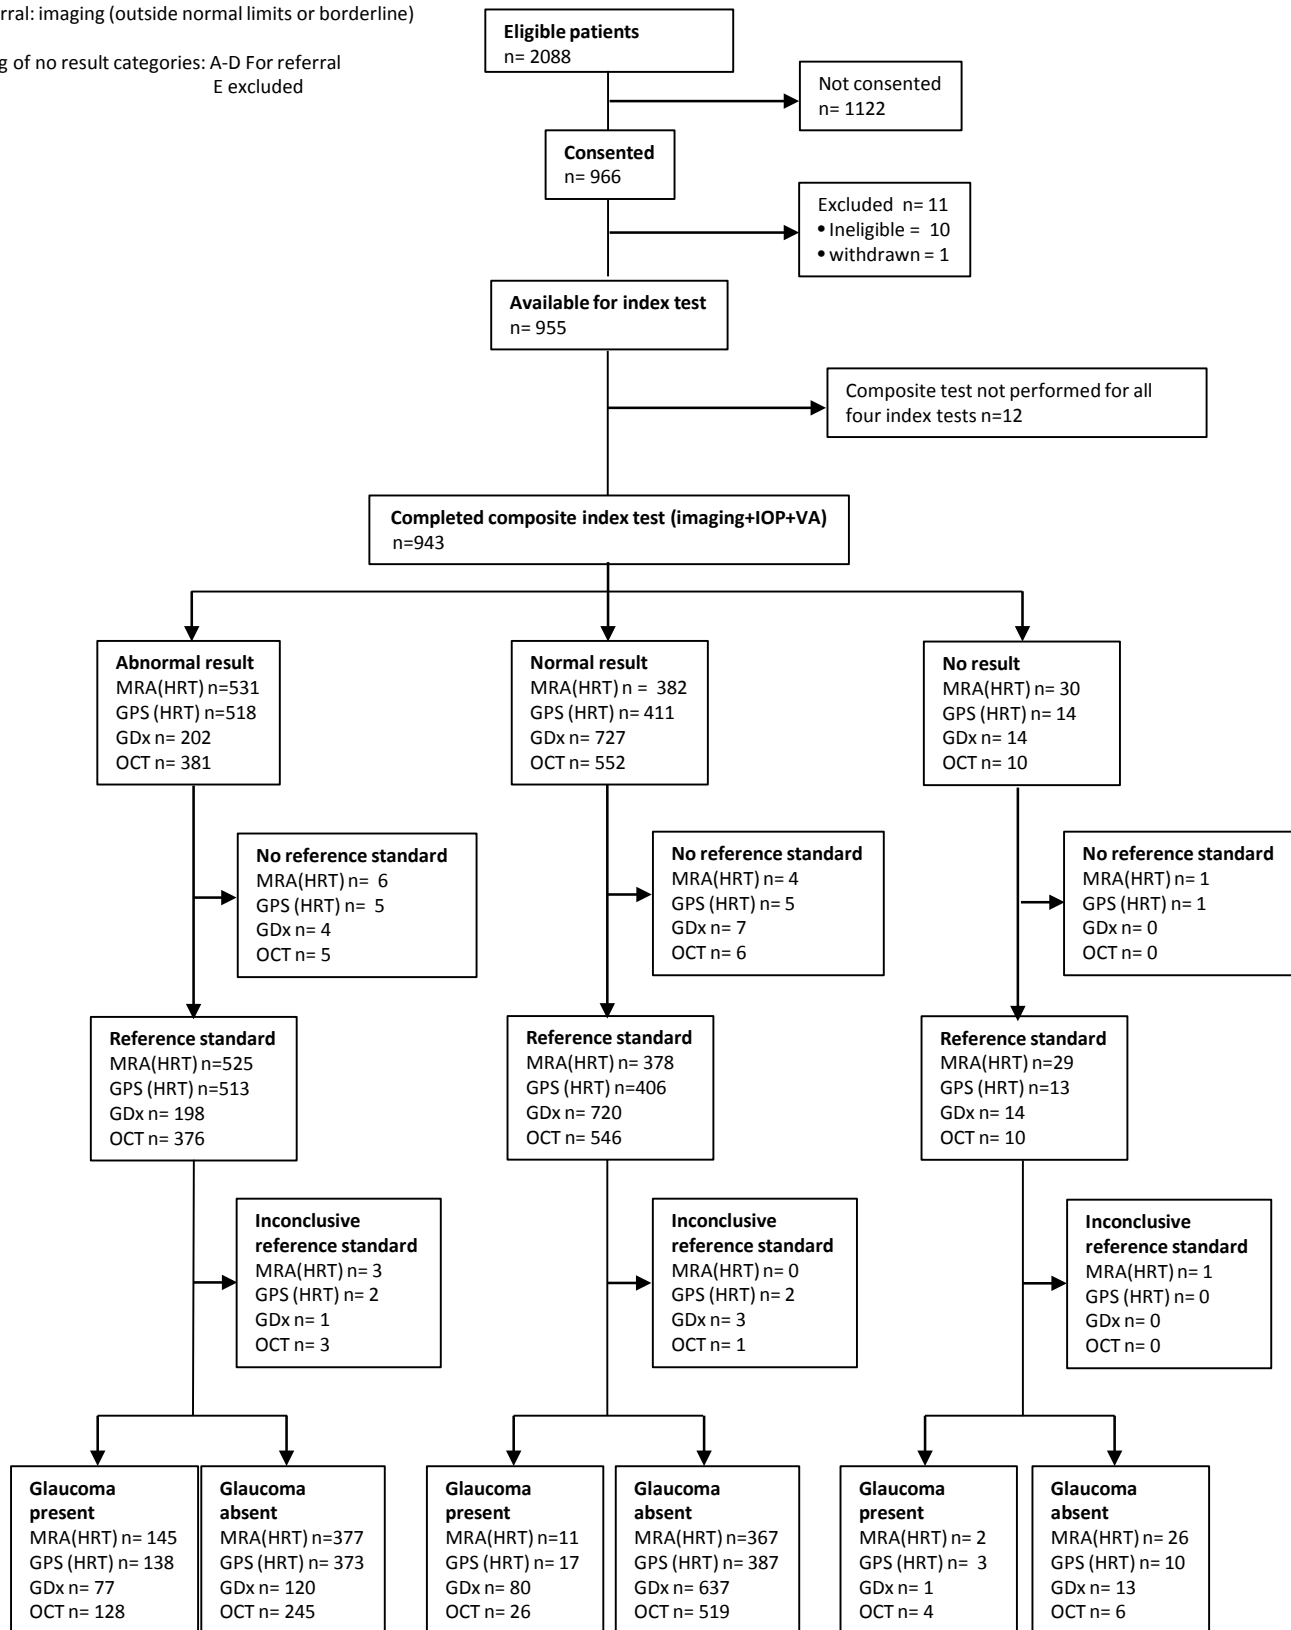 erral: imaging (outside normal limits or borderline)
g of no result categories: A-D For referral
E excluded
Eligible patients
n= 2088
Not consented
n= 1122
Consented
n= 966
Excluded n= 11
• Ineligible = 10
• withdrawn = 1
Available for index test
n= 955
Composite test not performed for all
four index tests n=12
Completed composite index test (imaging+IOP+VA)
n=943
Abnormal result
MRA(HRT) n=531
GPS (HRT) n=518
GDx n= 202
OCT n= 381
Normal result
MRA(HRT) n = 382
GPS (HRT) n= 411
GDx n= 727
OCT n= 552
No result
MRA(HRT) n= 30
GPS (HRT) n= 14
GDx n= 14
OCT n= 10
No reference standard
MRA(HRT) n= 6
GPS (HRT) n= 5
GDx n= 4
OCT n= 5
No reference standard
MRA(HRT) n= 4
GPS (HRT) n= 5
GDx n= 7
OCT n= 6
No reference standard
MRA(HRT) n= 1
GPS (HRT) n= 1
GDx n= 0
OCT n= 0
Reference standard
MRA(HRT) n=525
GPS (HRT) n=513
GDx n= 198
OCT n= 376
Reference standard
MRA(HRT) n= 378
GPS (HRT) n=406
GDx n= 720
OCT n= 546
Reference standard
MRA(HRT) n=29
GPS (HRT) n=13
GDx n= 14
OCT n= 10
Inconclusive
reference standard
MRA(HRT) n= 3
GPS (HRT) n= 2
GDx n= 1
OCT n= 3
Inconclusive
reference standard
MRA(HRT) n= 0
GPS (HRT) n= 2
GDx n= 3
OCT n= 1
Inconclusive
reference standard
MRA(HRT) n= 1
GPS (HRT) n= 0
GDx n= 0
OCT n= 0
Glaucoma
present
MRA(HRT) n= 145
GPS (HRT) n= 138
GDx n= 77
OCT n= 128
Glaucoma
absent
MRA(HRT) n=377
GPS (HRT) n= 373
GDx n= 120
OCT n= 245
Glaucoma
present
MRA(HRT) n=11
GPS (HRT) n= 17
GDx n= 80
OCT n= 26
Glaucoma
absent
MRA(HRT) n=367
GPS (HRT) n= 387
GDx n= 637
OCT n= 519
Glaucoma
present
MRA(HRT) n= 2
GPS (HRT) n= 3
GDx n= 1
OCT n= 4
Glaucoma
absent
MRA(HRT) n= 26
GPS (HRT) n= 10
GDx n= 13
OCT n= 6